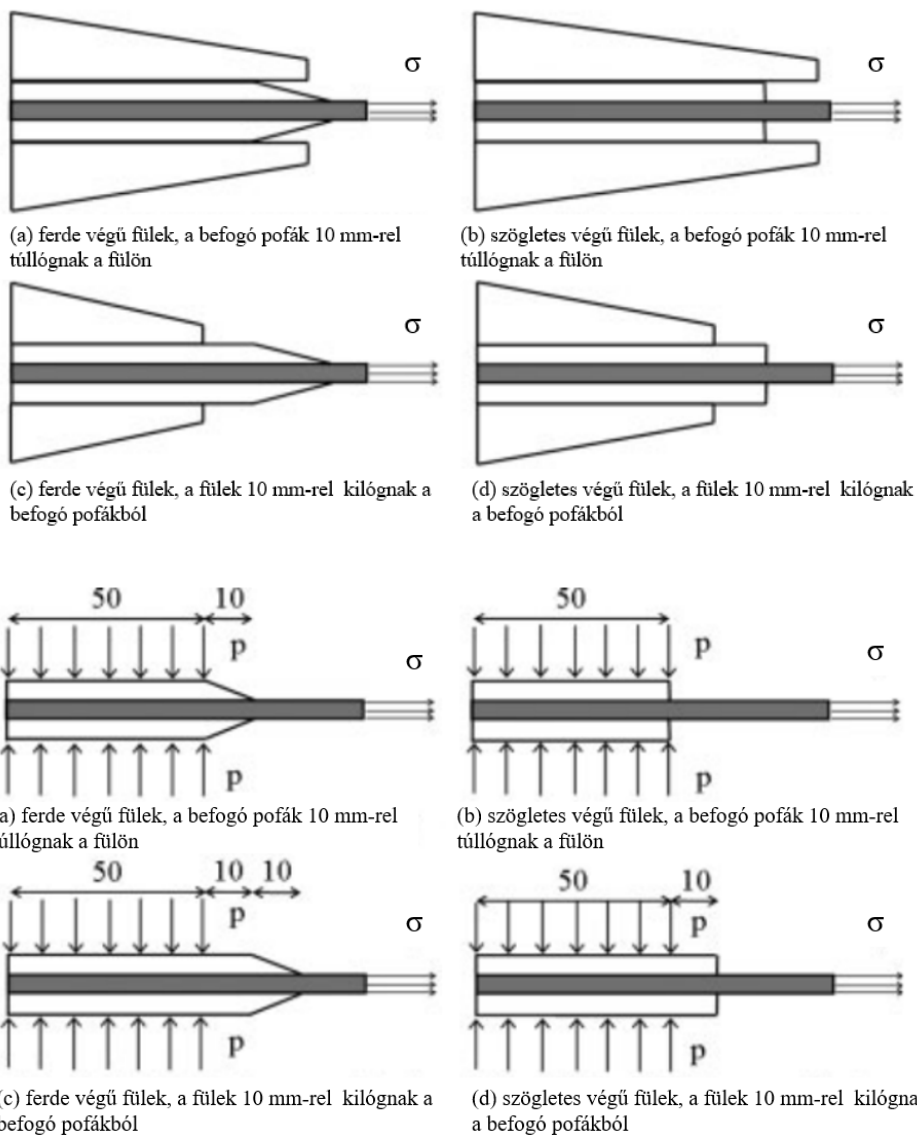 σ
σ
(a) ferde végű fülek, a befogó pofák 10 mm-rel
túllógnak a fülön
(b) szögletes végű fülek, a befogó pofák 10 mm-rel
túllógnak a fülön
σ
σ
(c) ferde végű fülek, a fülek 10 mm-rel kilógnak a
befogó pofákból
(d) szögletes végű fülek, a fülek 10 mm-rel kilógnak
a befogó pofákból
50
10
p
σ
p
50
p
σ
p
a) ferde végű fülek, a befogó pofák 10 mm-rel
túllógnak a fülön
(b) szögletes végű fülek, a befogó pofák 10 mm-rel
túllógnak a fülön
50
10
10
p
σ
p
50
10
p
σ
p
(c) ferde végű fülek, a fülek 10 mm-rel kilógnak a
befogó pofákból
(d) szögletes végű fülek, a fülek 10 mm-rel kilógna
a befogó pofákból